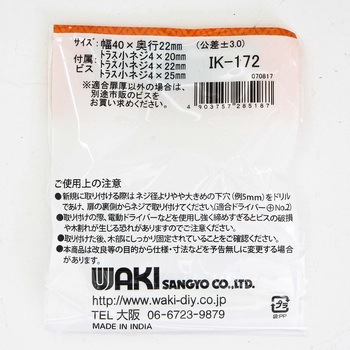 サイズ：幅40×奥行22mm （公差±3.0）
付属：トラス小ネジ4×20mm
ビス トラス小ネジ4×22mm
トラス小ネジ4×25mm
IK-172
070817
※適合扉厚以外の場合は、
別途市販のビスを
お買い求めください。
4903757285187
ご使用上の注意
●新規に取り付ける際はネジ径よりやや大きめの下穴（例5mm）をドリル
であけ、扉の裏側からネジで取り付けてください（適合ドライバー⊕No.2）
●取り付けの際、電動ドライバーなどを使用し強く締めすぎるとビスの破損
や木割れが生じる恐れがありますのでご注意ください。
●取り付けた後、木部にしっかり固定されていることをご確認ください。
●本商品は改良等の目的から仕様・寸法などを予告無しに変更する場合
があります。
WAKI SANGYO CO.,LTD.
http://www.waki-diy.co.jp
TEL 大阪 06-6723-9879
MADE IN INDIA
プラ
袋:PP